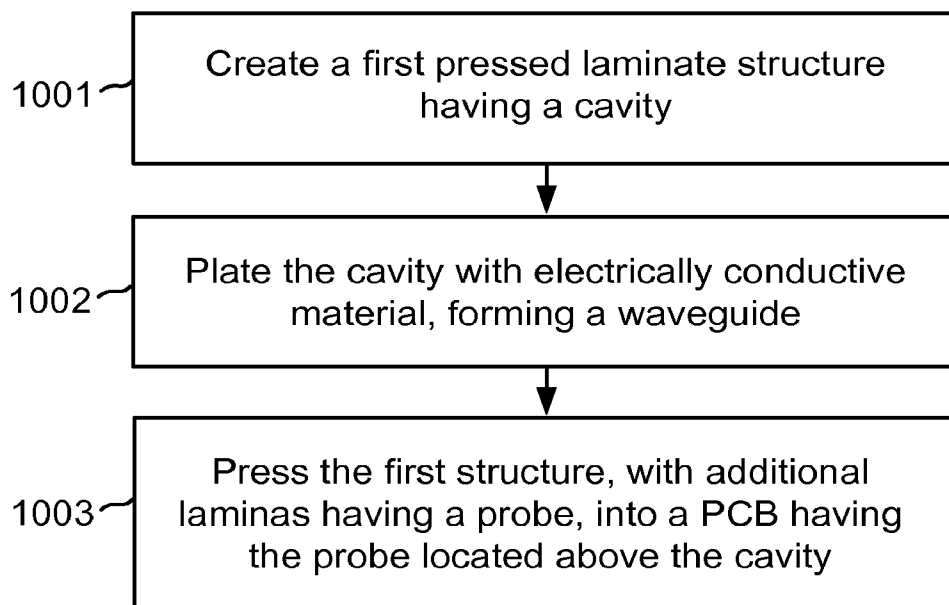 1001
Create a first pressed laminate structure
having a cavity
1002
Plate the cavity with electrically conductive
material, forming a waveguide
1003
Press the first structure, with additional
laminas having a probe, into a PCB having
the probe located above the cavity